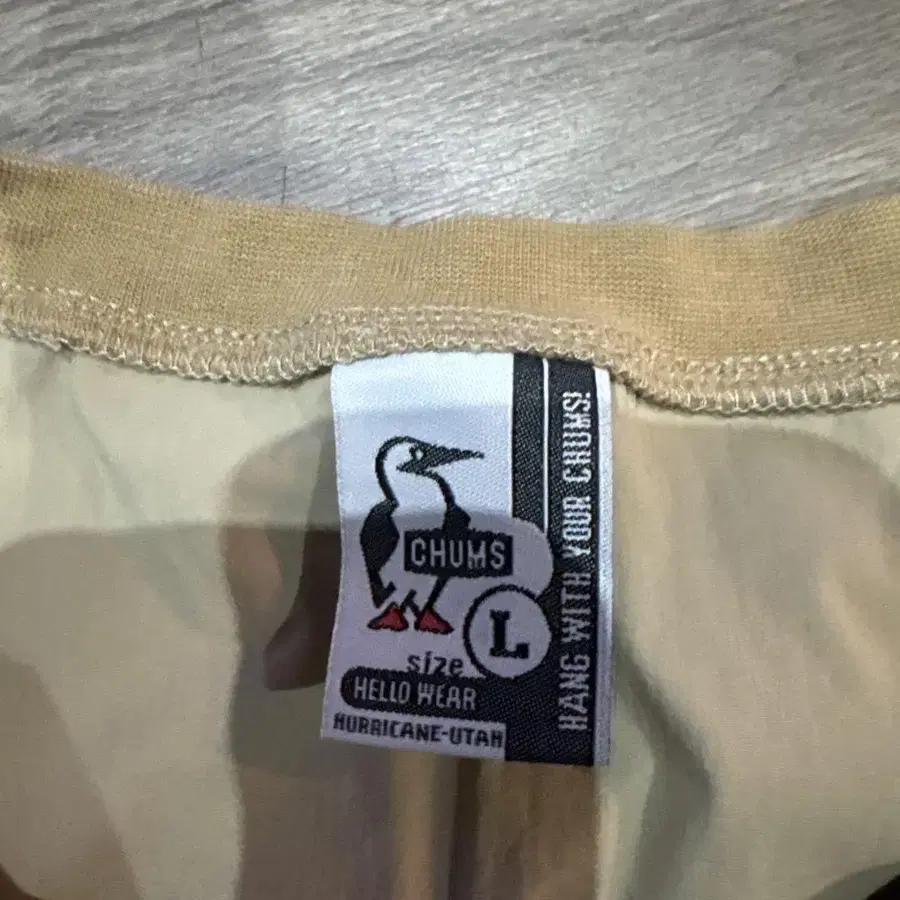 CHUMS
L
size
HELLO WEAR
HURRICANE-UTAH
HANG WITH YOUR CHUMS!